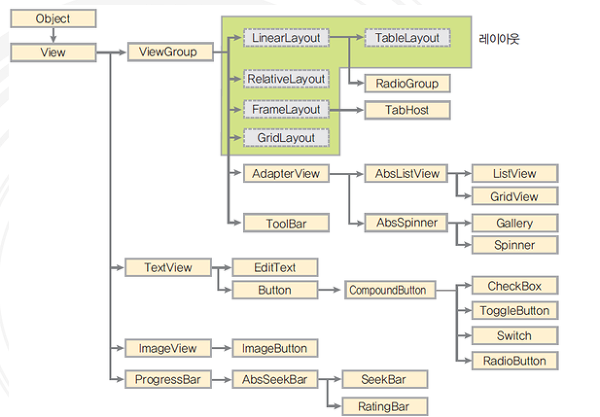 Object
View
ViewGroup
LinearLayout
TableLayout
레이아웃
RelativeLayout
RadioGroup
FrameLayout
TabHost
GridLayout
AdapterView
AbsListView
ListView
GridView
ToolBar
AbsSpinner
Gallery
Spinner
TextView
EditText
Button
CompoundButton
CheckBox
ToggleButton
Switch
RadioButton
ImageView
ImageButton
ProgressBar
AbsSeekBar
SeekBar
RatingBar